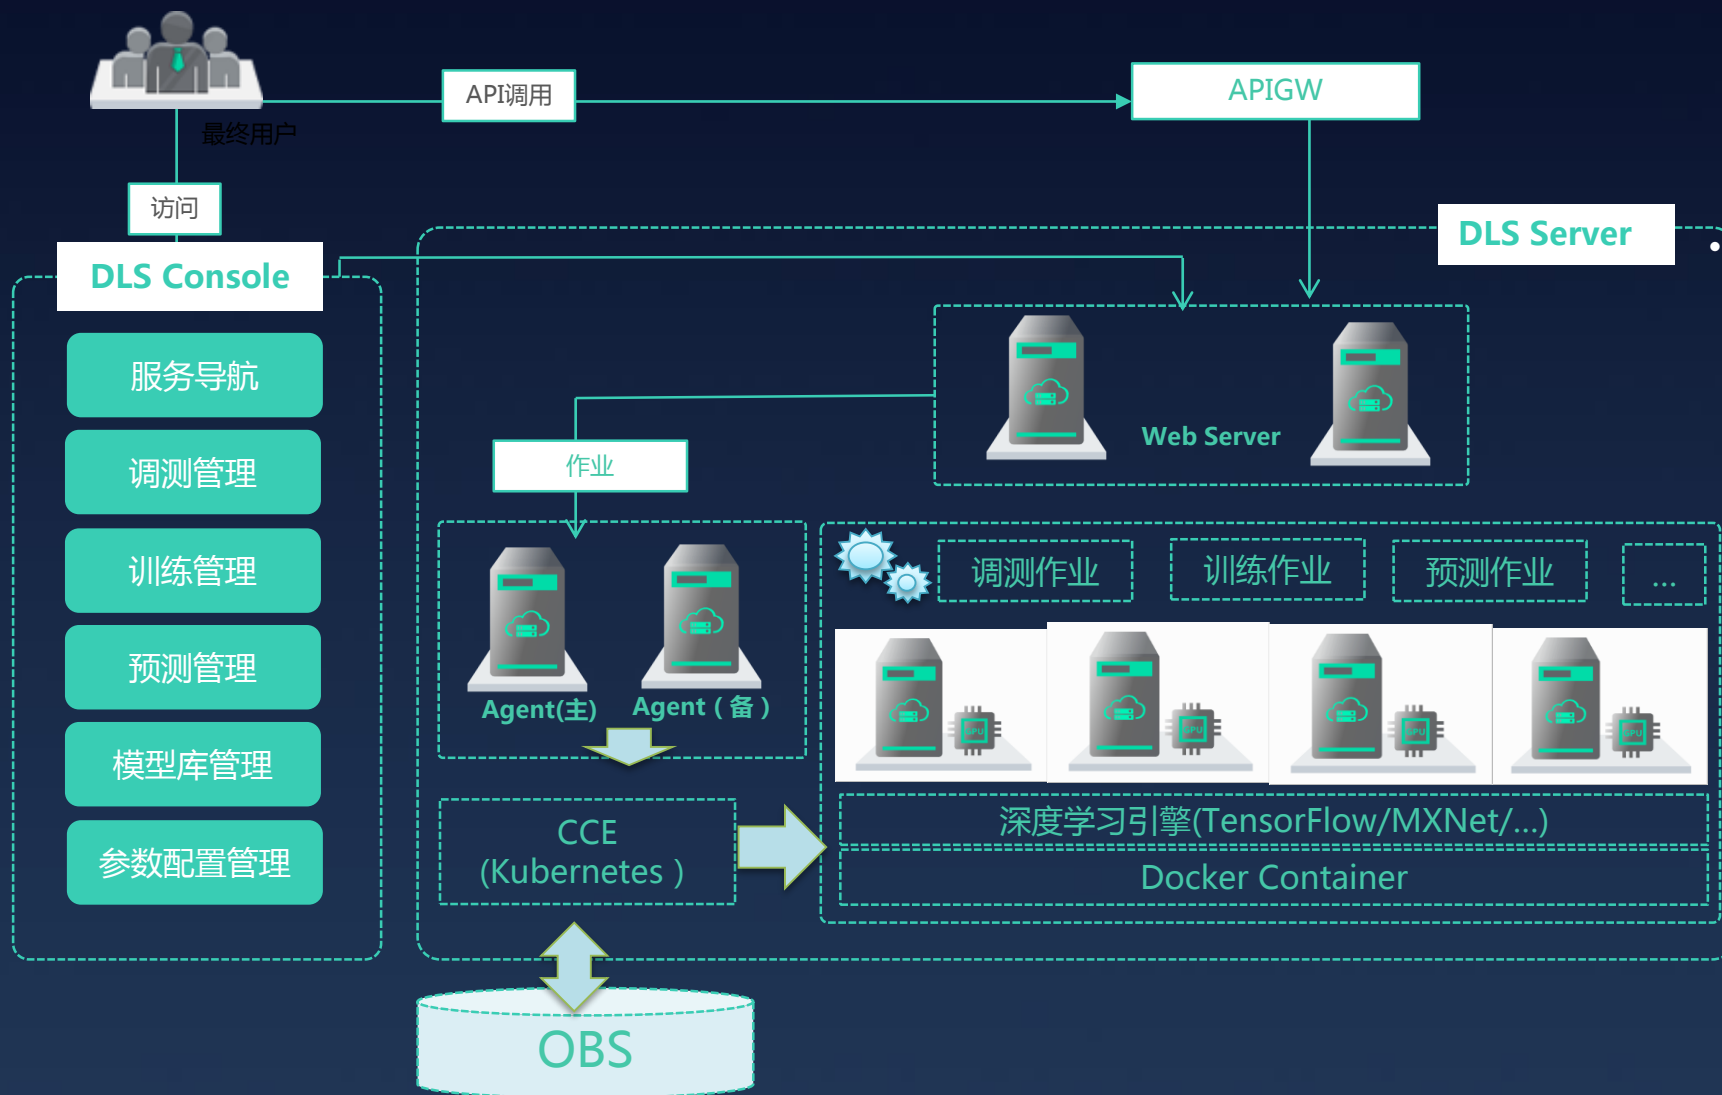 API调用
APIGW
最终用户
访问
DLS Console
DLS Server
服务导航
调测管理
训练管理
预测管理
模型库管理
参数配置管理
Web Server
作业
Agent(主)
Agent（备）
调测作业
训练作业
预测作业
...
GPU
GPU
GPU
GPU
CCE
(Kubernetes）
深度学习引擎(TensorFlow/MXNet/...)
Docker Container
OBS